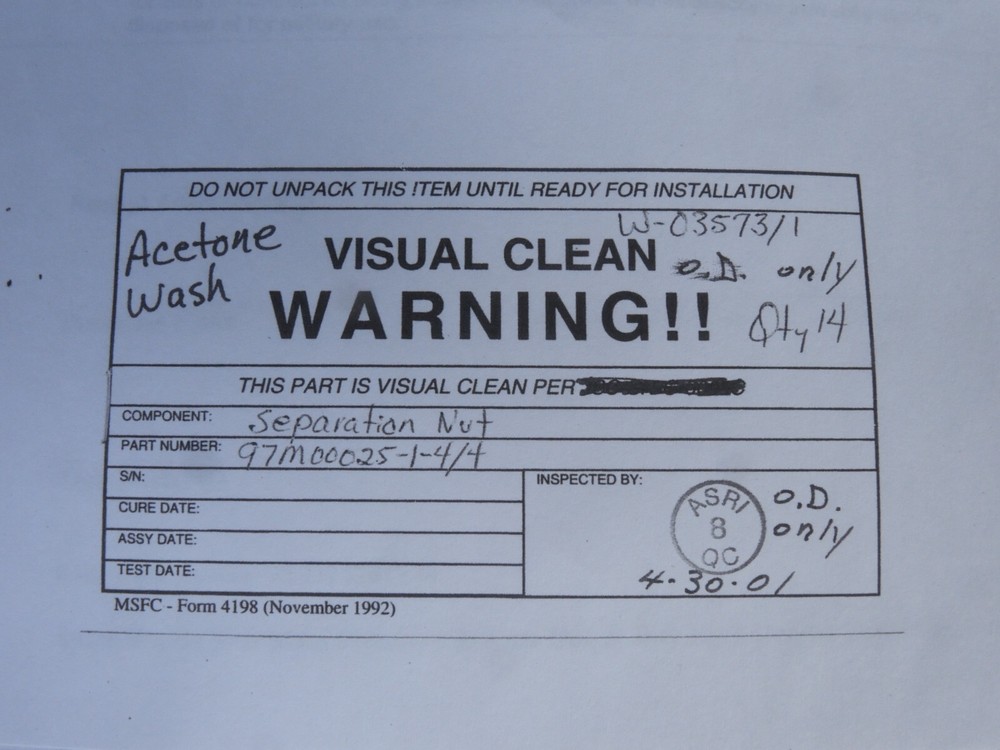 DO NOT UNPACK THIS ITEM UNTIL READY FOR INSTALLATION
W-03573/1
Acetone
Wash
VISUAL CLEAN
O.D. only
WARNING!!
Qty 14
THIS PART IS VISUAL CLEAN PER
COMPONENT: Separation Nut
PART NUMBER: 97M00025-1-4/4
S/N:
CURE DATE:
ASSY DATE:
TEST DATE:
INSPECTED BY:
ASRI
8
QC
O.D.
only
4-30-01
MSFC - Form 4198 (November 1992)